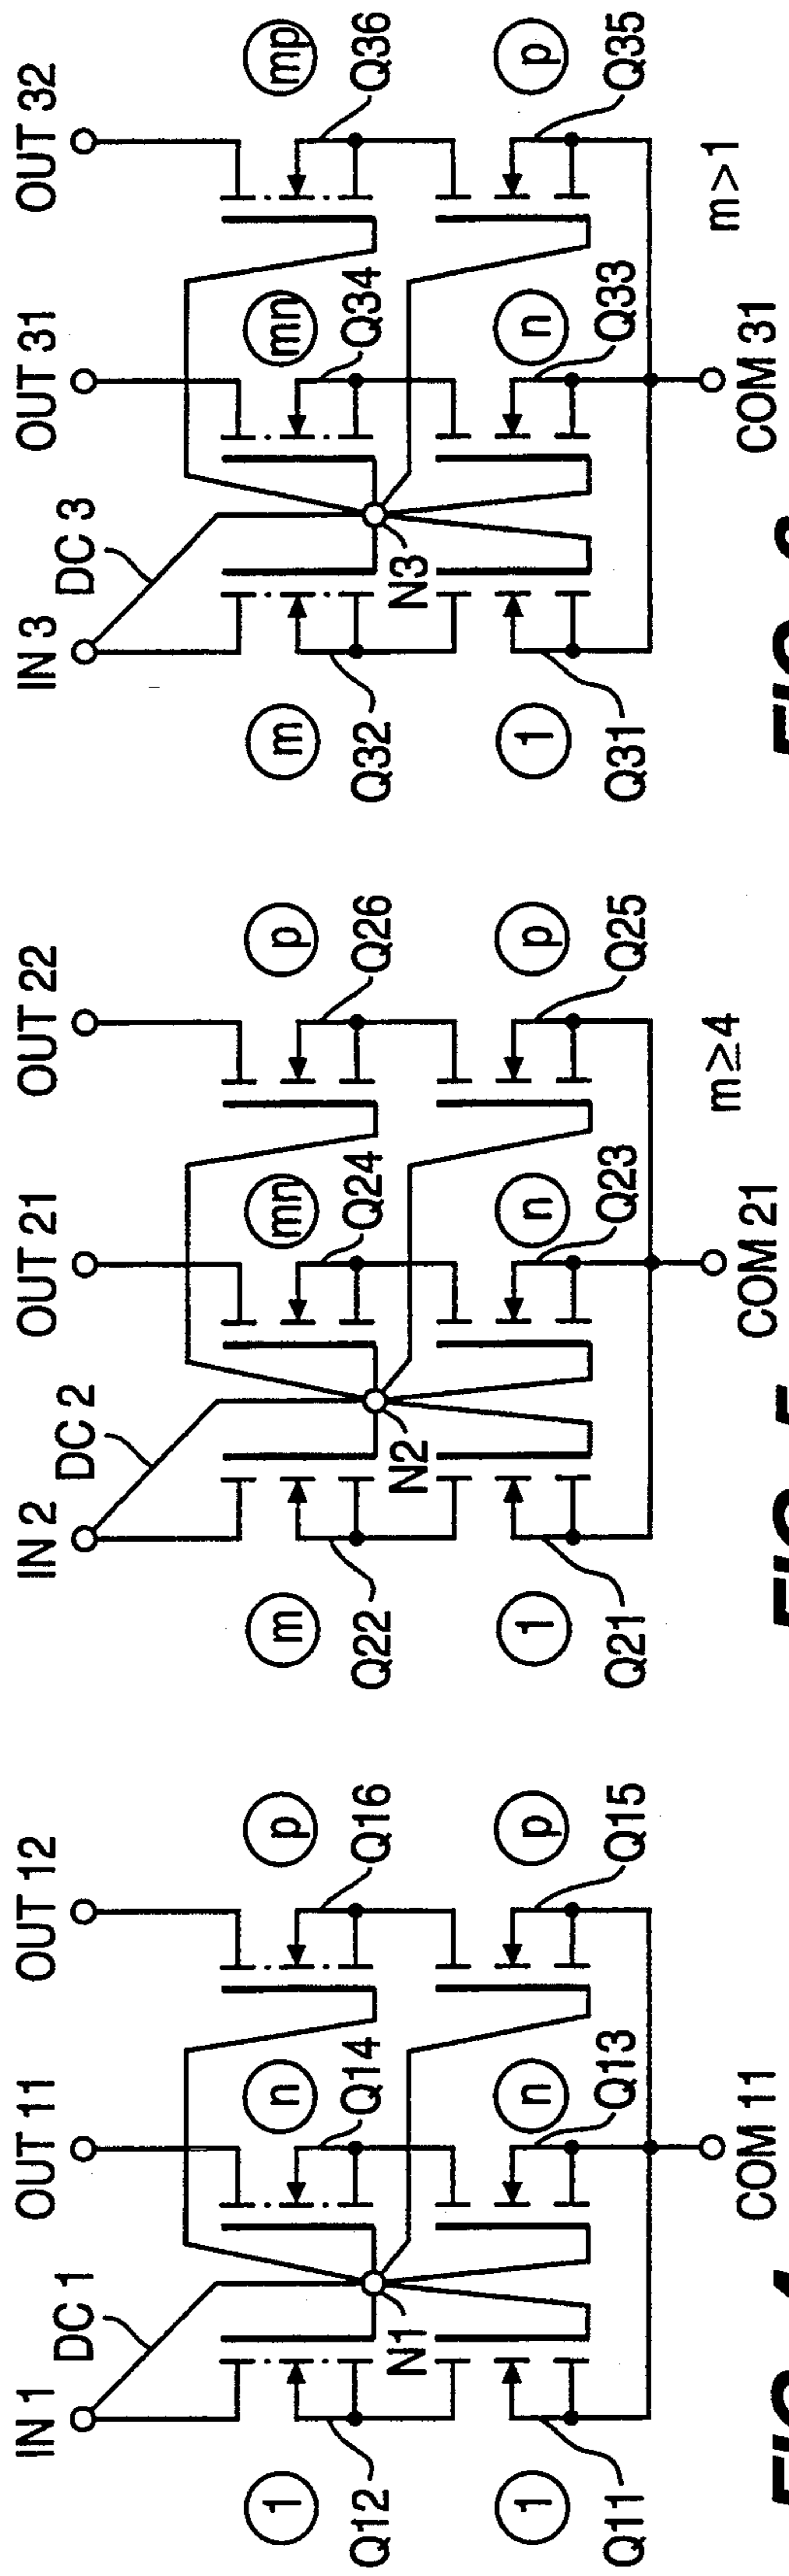 IN 1
DC 1
OUT 11
OUT 12
1
Q12
n
Q14
p
Q16
N1
1
Q11
n
Q13
p
Q15
COM 11
IN 2
DC 2
OUT 21
OUT 22
m
Q22
mn
Q24
p
Q26
N2
1
Q21
n
Q23
p
Q25
COM 21
m≥4
IN 3
DC 3
OUT 31
OUT 32
m
Q32
mn
Q34
mp
Q36
N3
1
Q31
n
Q33
p
Q35
COM 31
m>1